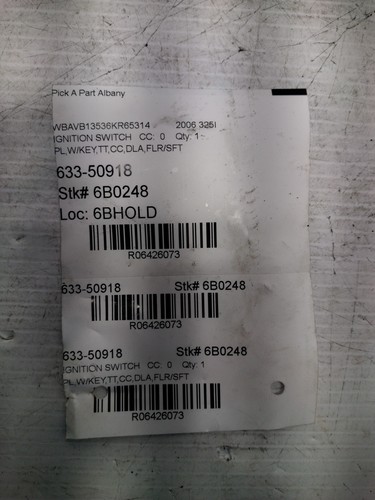 Pick A Part Albany
WBAVB13536KR65314 2006 325I
IGNITION SWITCH CC: 0 Qty: 1
PL,W/KEY,TT,CC,DLA,FLR/SFT
633-50918
Stk# 6B0248
Loc: 6BHOLD
R06426073
633-50918 Stk# 6B0248
R06426073
633-50918 Stk# 6B0248
IGNITION SWITCH CC: 0 Qty: 1
PL,W/KEY,TT,CC,DLA,FLR/SFT
R06426073